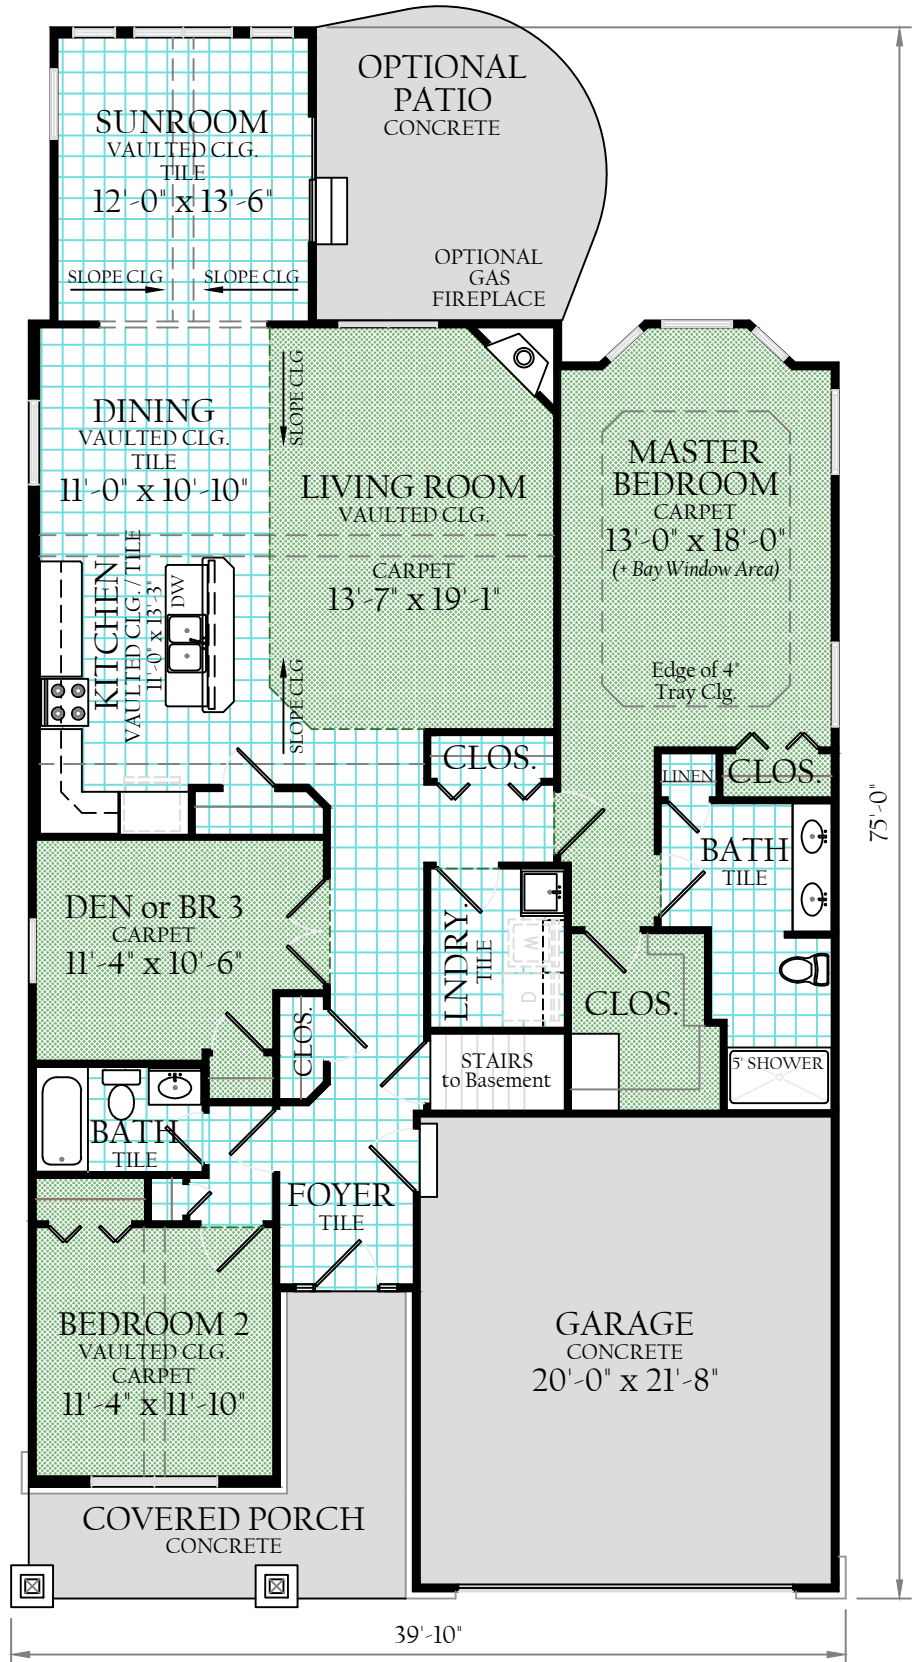 OPTIONAL
PATIO
CONCRETE
SUNROOM
VAULTED CLG.
TILE
12'-0" x 13'-6"
SLOPE CLG
SLOPE CLG
OPTIONAL
GAS
FIREPLACE
DINING
VAULTED CLG.
TILE
11'-0" x 10'-10"
SLOPE CLG
LIVING ROOM
VAULTED CLG.
CARPET
13'-7" x 19'-1"
SLOPE CLG
MASTER
BEDROOM
CARPET
13'-0" x 18'-0"
(+ Bay Window Area)
Edge of 4"
Tray Clg.
KITCHEN
VAULTED CLG. / TILE
11'-0" x 13'-3"
DW
CLOS.
LINEN
CLOS.
BATH
TILE
75'-0"
DEN or BR 3
CARPET
11'-4" x 10'-6"
LNDRY.
TILE
W
D
CLOS.
CLOS.
STAIRS
to Basement
5' SHOWER
BATH
TILE
FOYER
TILE
BEDROOM 2
VAULTED CLG.
CARPET
11'-4" x 11'-10"
GARAGE
CONCRETE
20'-0" x 21'-8"
COVERED PORCH
CONCRETE
39'-10"